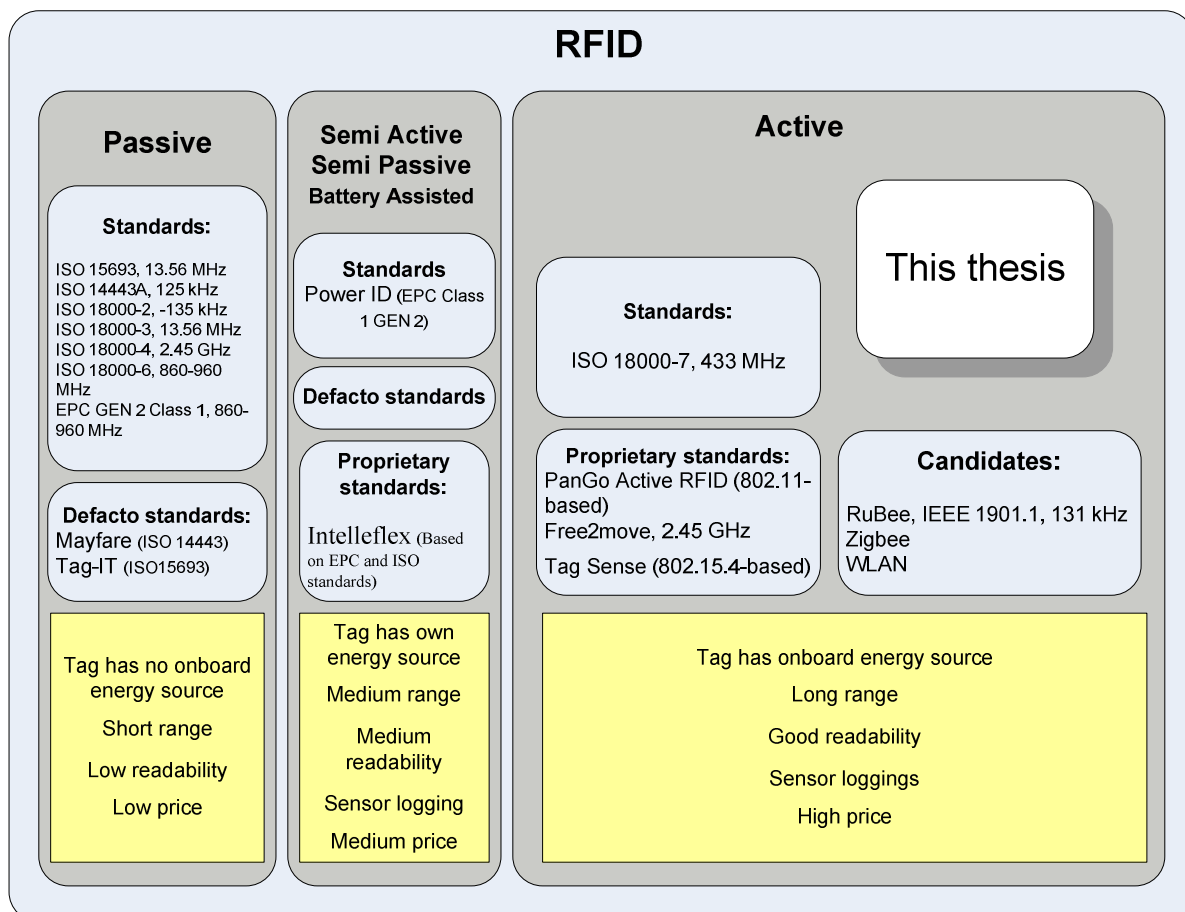 RFID
Passive
Standards:
ISO 15693, 13.56 MHz
ISO 14443A, 125 kHz
ISO 18000-2, -135 kHz
ISO 18000-3, 13.56 MHz
ISO 18000-4, 2.45 GHz
ISO 18000-6, 860-960
MHz
EPC GEN 2 Class 1, 860-
960 MHz
Defacto standards:
Mayfare (ISO 14443)
Tag-IT (ISO15693)
Tag has no onboard
energy source
Short range
Low readability
Low price
Semi Active
Semi Passive
Battery Assisted
Standards
Power ID (EPC Class
1 GEN 2)
Defacto standards
Proprietary
standards:
Intelleflex (Based
on EPC and ISO
standards)
Tag has own
energy source
Medium range
Medium
readability
Sensor logging
Medium price
Active
This thesis
Standards:
ISO 18000-7, 433 MHz
Proprietary standards:
PanGo Active RFID (802.11-
based)
Free2move, 2.45 GHz
Tag Sense (802.15.4-based)
Candidates:
RuBee, IEEE 1901.1, 131 kHz
Zigbee
WLAN
Tag has onboard energy source
Long range
Good readability
Sensor loggings
High price